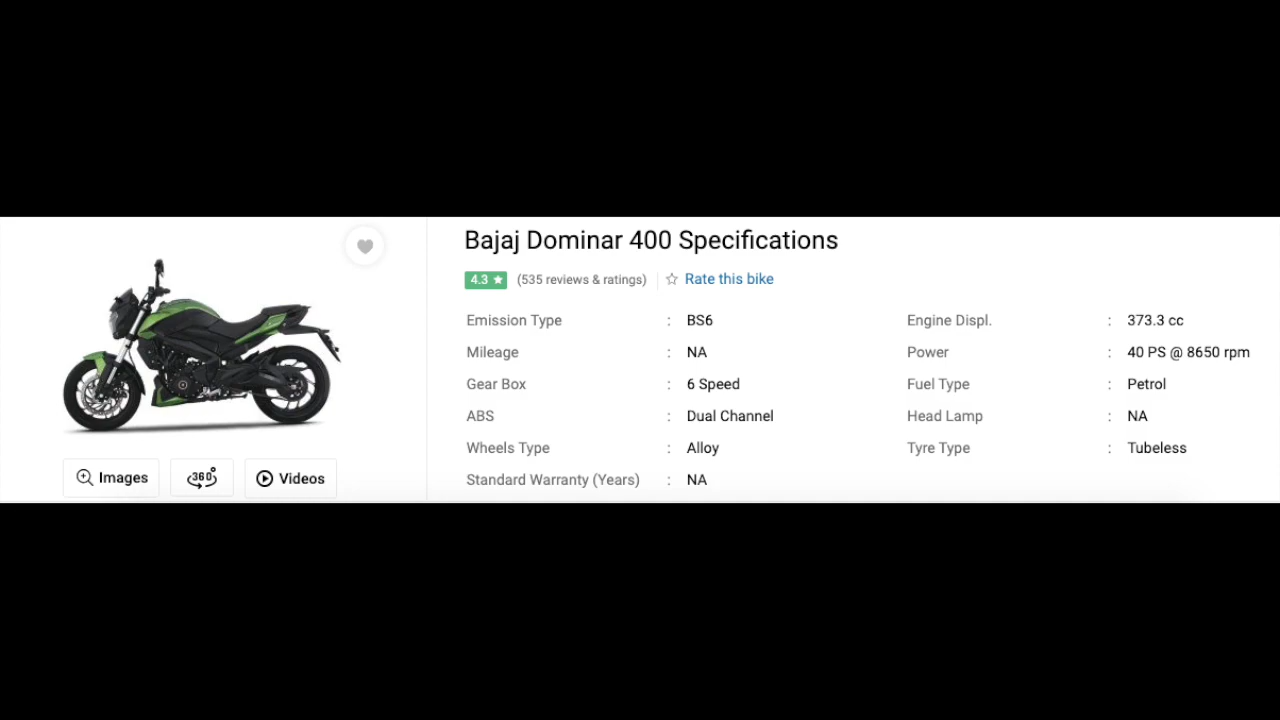 Bajaj Dominar 400 Specifications
4.3 ★ (535 reviews & ratings) ☆ Rate this bike
Emission Type : BS6 Engine Displ. : 373.3 cc
Mileage : NA Power : 40 PS @ 8650 rpm
Gear Box : 6 Speed Fuel Type : Petrol
ABS : Dual Channel Head Lamp : NA
Wheels Type : Alloy Tyre Type : Tubeless
Standard Warranty (Years) : NA
Images 360° Videos